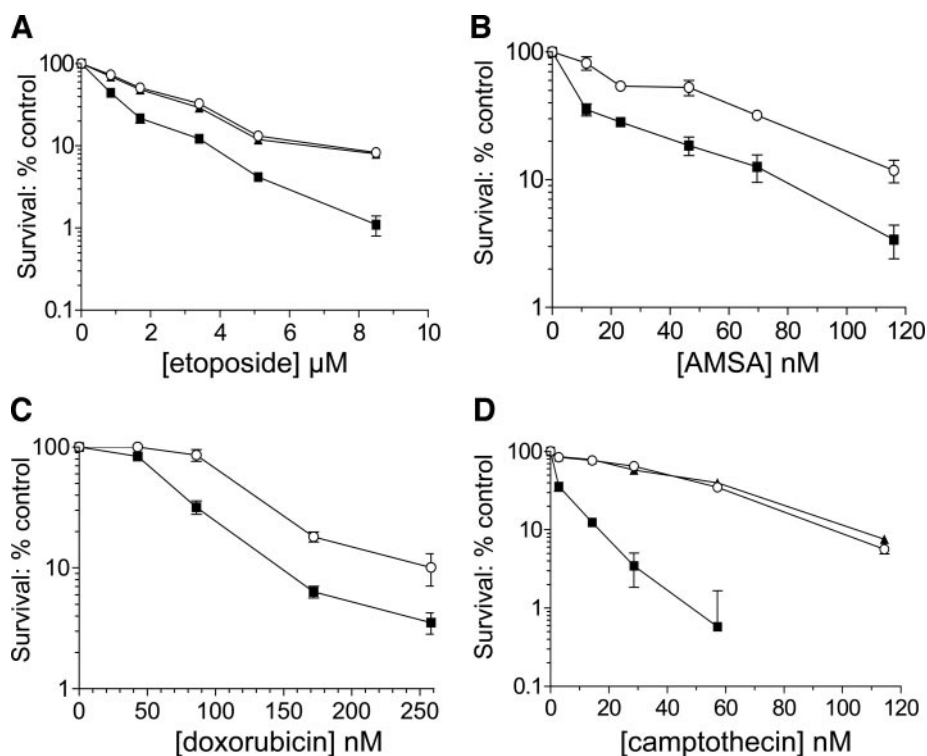 A
Survival: % control
100
10
1
0.1
0 2 4 6 8 10
[etoposide] µM
B
Survival: % control
100
10
1
0 20 40 60 80 100 120
[AMSA] nM
C
Survival: % control
100
10
1
0 50 100 150 200 250
[doxorubicin] nM
D
Survival: % control
100
10
1
0.1
0 20 40 60 80 100 120
[camptothecin] nM